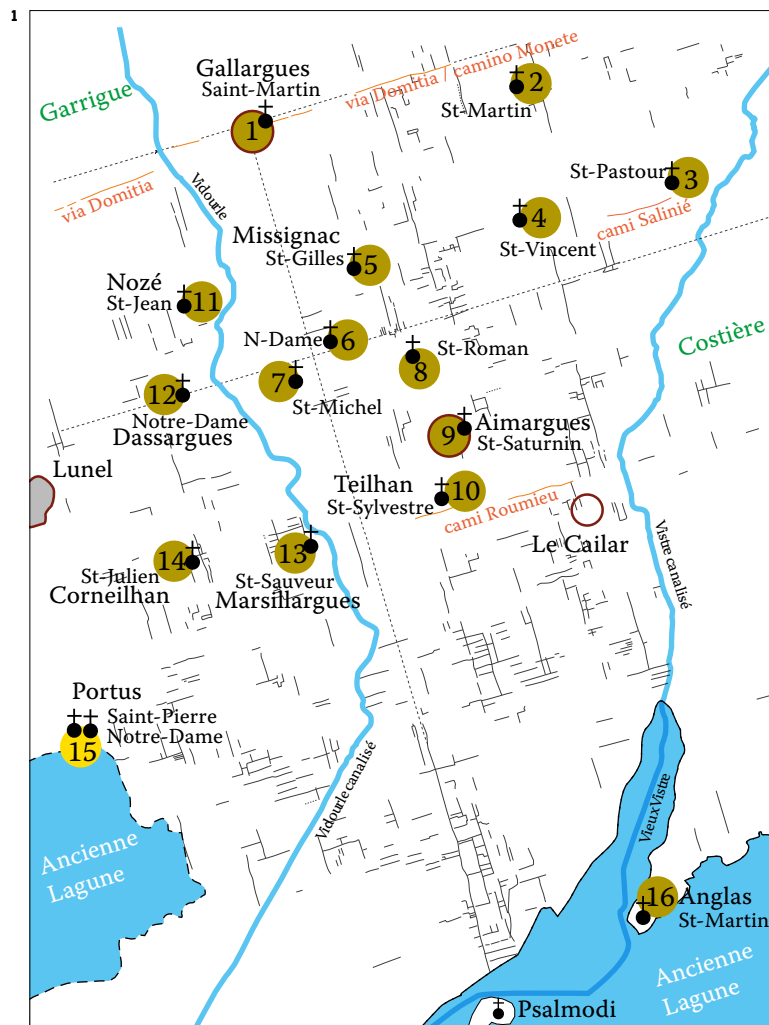 1
Gallargues
Saint-Martin
1
via Domitia / camino Monete
2
St-Martin
Garrigue
via Domitia
Vidourle
St-Pastour
3
cami Salinié
4
St-Vincent
Missignac
St-Gilles
5
Nozé
St-Jean
11
N-Dame
6
St-Roman
8
Costière
7
St-Michel
12
Notre-Dame
Dassargues
9
Aimargues
St-Saturnin
Lunel
Teilhan
St-Sylvestre
10
cami Roumieu
Le Cailar
Vistre canalisé
14
St-Julien
Corneilhan
13
St-Sauveur
Marsillargues
Portus
Saint-Pierre
Notre-Dame
15
Vidourle canalisé
Vieux Vistre
Ancienne
Lagune
16
Anglas
St-Martin
Ancienne
Lagune
Psalmodi